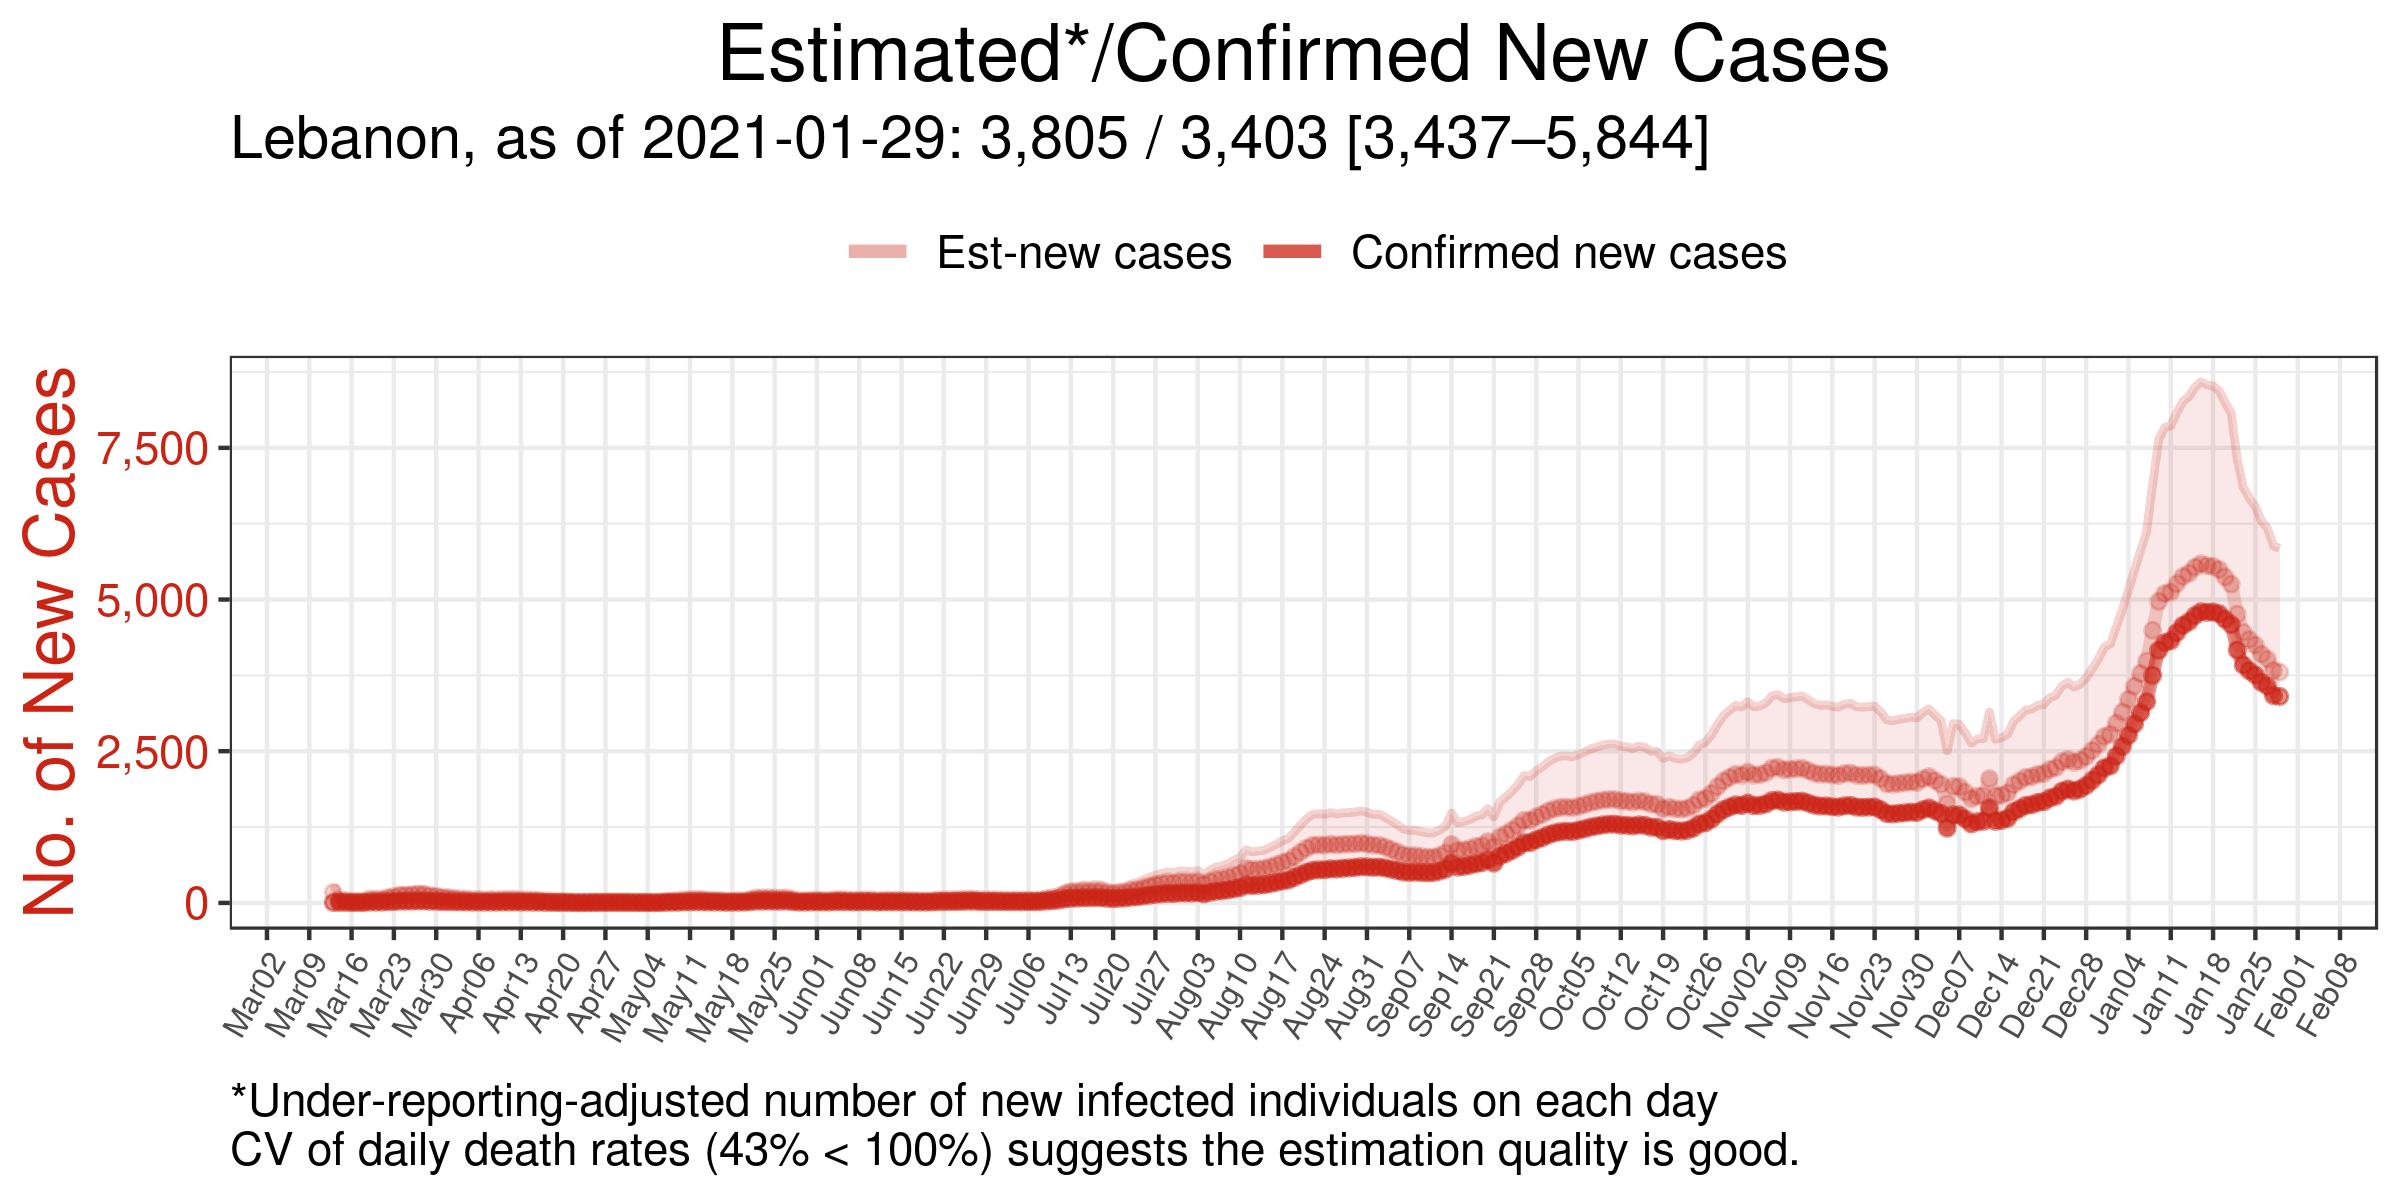 Estimated*/Confirmed New Cases
Lebanon, as of 2021-01-29: 3,805 / 3,403 [3,437–5,844]
Est-new cases Confirmed new cases
No. of New Cases
7,500
5,000
2,500
0
Mar02 Mar09 Mar16 Mar23 Mar30 Apr06 Apr13 Apr20 Apr27 May04 May11 May18 May25 Jun01 Jun08 Jun15 Jun22 Jun29 Jul06 Jul13 Jul20 Jul27 Aug03 Aug10 Aug17 Aug24 Aug31 Sep07 Sep14 Sep21 Sep28 Oct05 Oct12 Oct19 Oct26 Nov02 Nov09 Nov16 Nov23 Nov30 Dec07 Dec14 Dec21 Dec28 Jan04 Jan11 Jan18 Jan25 Feb01 Feb08
*Under-reporting-adjusted number of new infected individuals on each day
CV of daily death rates (43% < 100%) suggests the estimation quality is good.